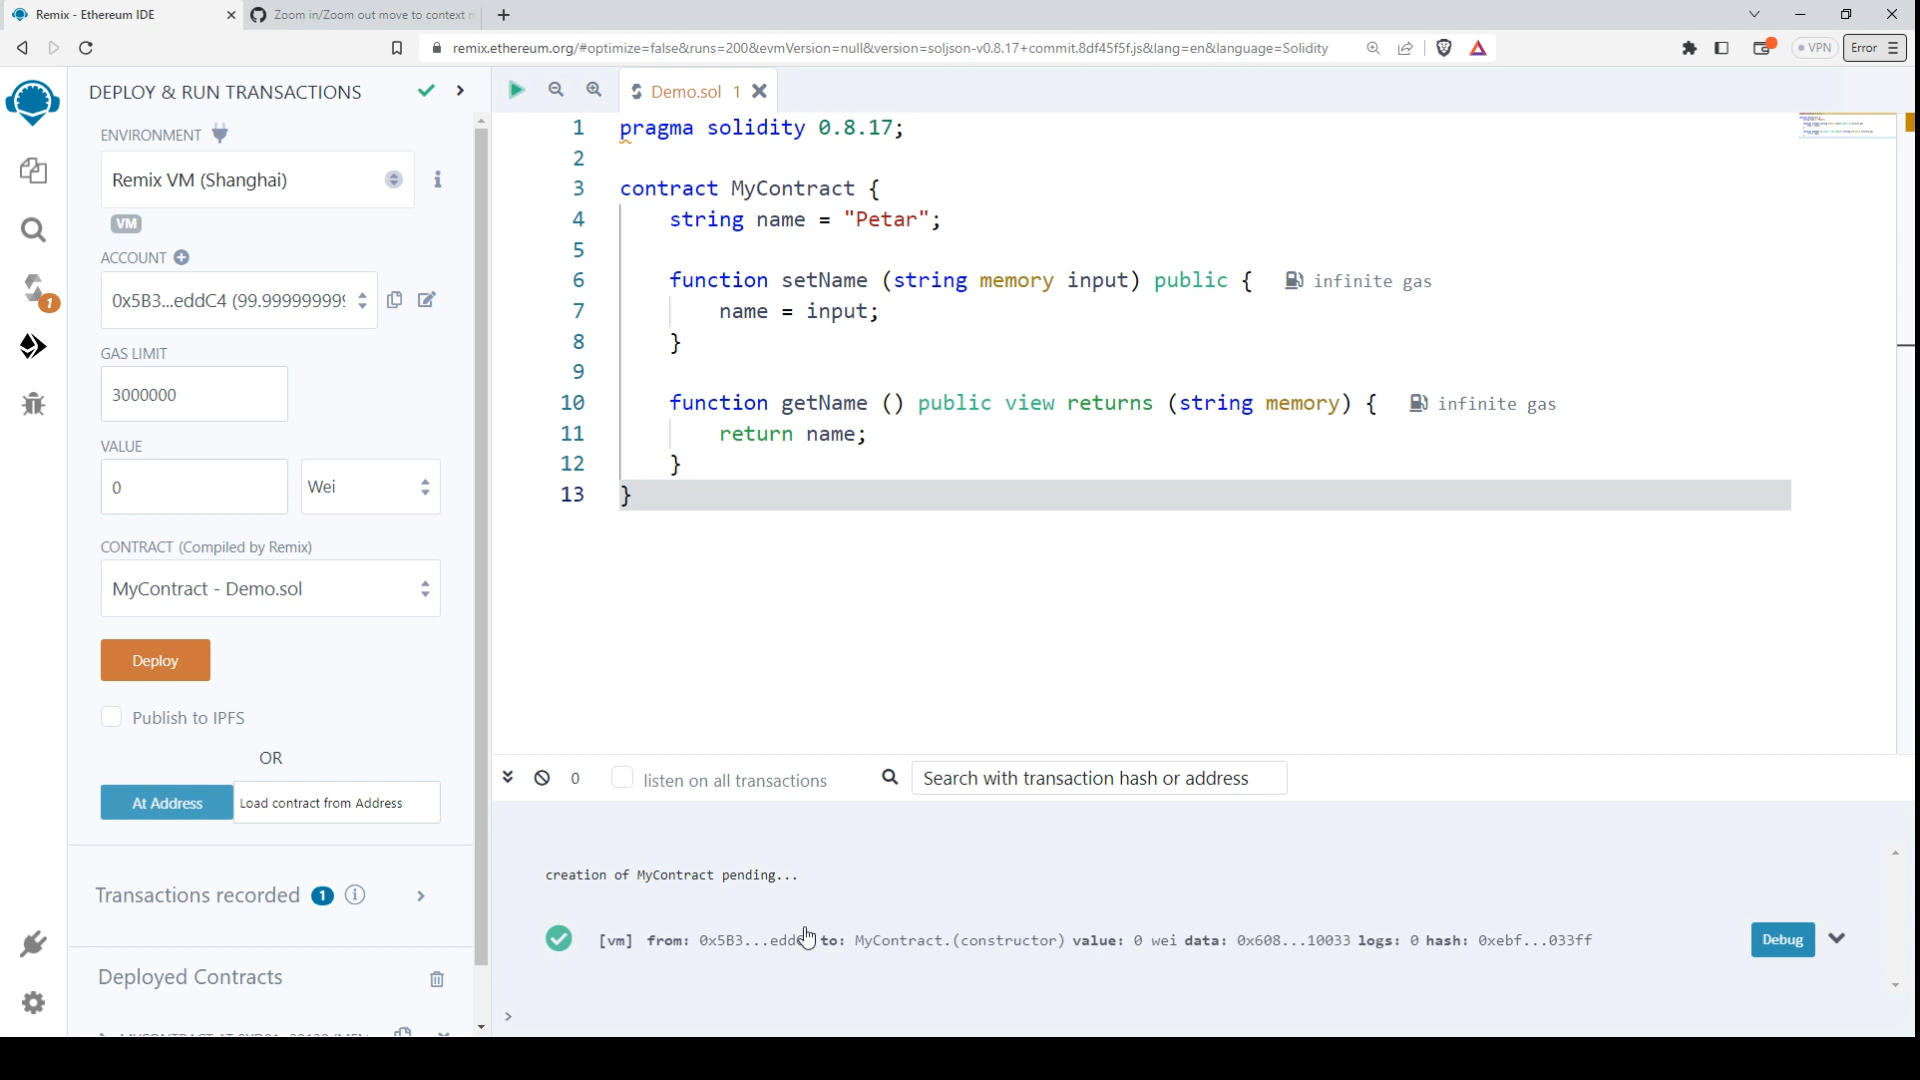 Remix - Ethereum IDE
Zoom in/Zoom out move to context
remix.ethereum.org/#optimize=false&runs=200&evmVersion=null&version=soljson-v0.8.17+commit.8df45f5f.js&lang=en&language=Solidity
VPN
Error
DEPLOY & RUN TRANSACTIONS
ENVIRONMENT
Remix VM (Shanghai)
VM
ACCOUNT
0x5B3...eddC4 (99.9999999999
GAS LIMIT
3000000
VALUE
0
Wei
CONTRACT (Compiled by Remix)
MyContract - Demo.sol
Deploy
Publish to IPFS
OR
At Address
Load contract from Address
Transactions recorded 1
Deployed Contracts
1
Demo.sol 1
1 pragma solidity 0.8.17;
2
3 contract MyContract {
4 string name = "Petar";
5
6 function setName (string memory input) public { infinite gas
7 name = input;
8 }
9
10 function getName () public view returns (string memory) { infinite gas
11 return name;
12 }
13 }
0
listen on all transactions
Search with transaction hash or address
creation of MyContract pending...
[vm] from: 0x5B3...eddC4 to: MyContract.(constructor) value: 0 wei data: 0x608...10033 logs: 0 hash: 0xebf...033ff
Debug
>